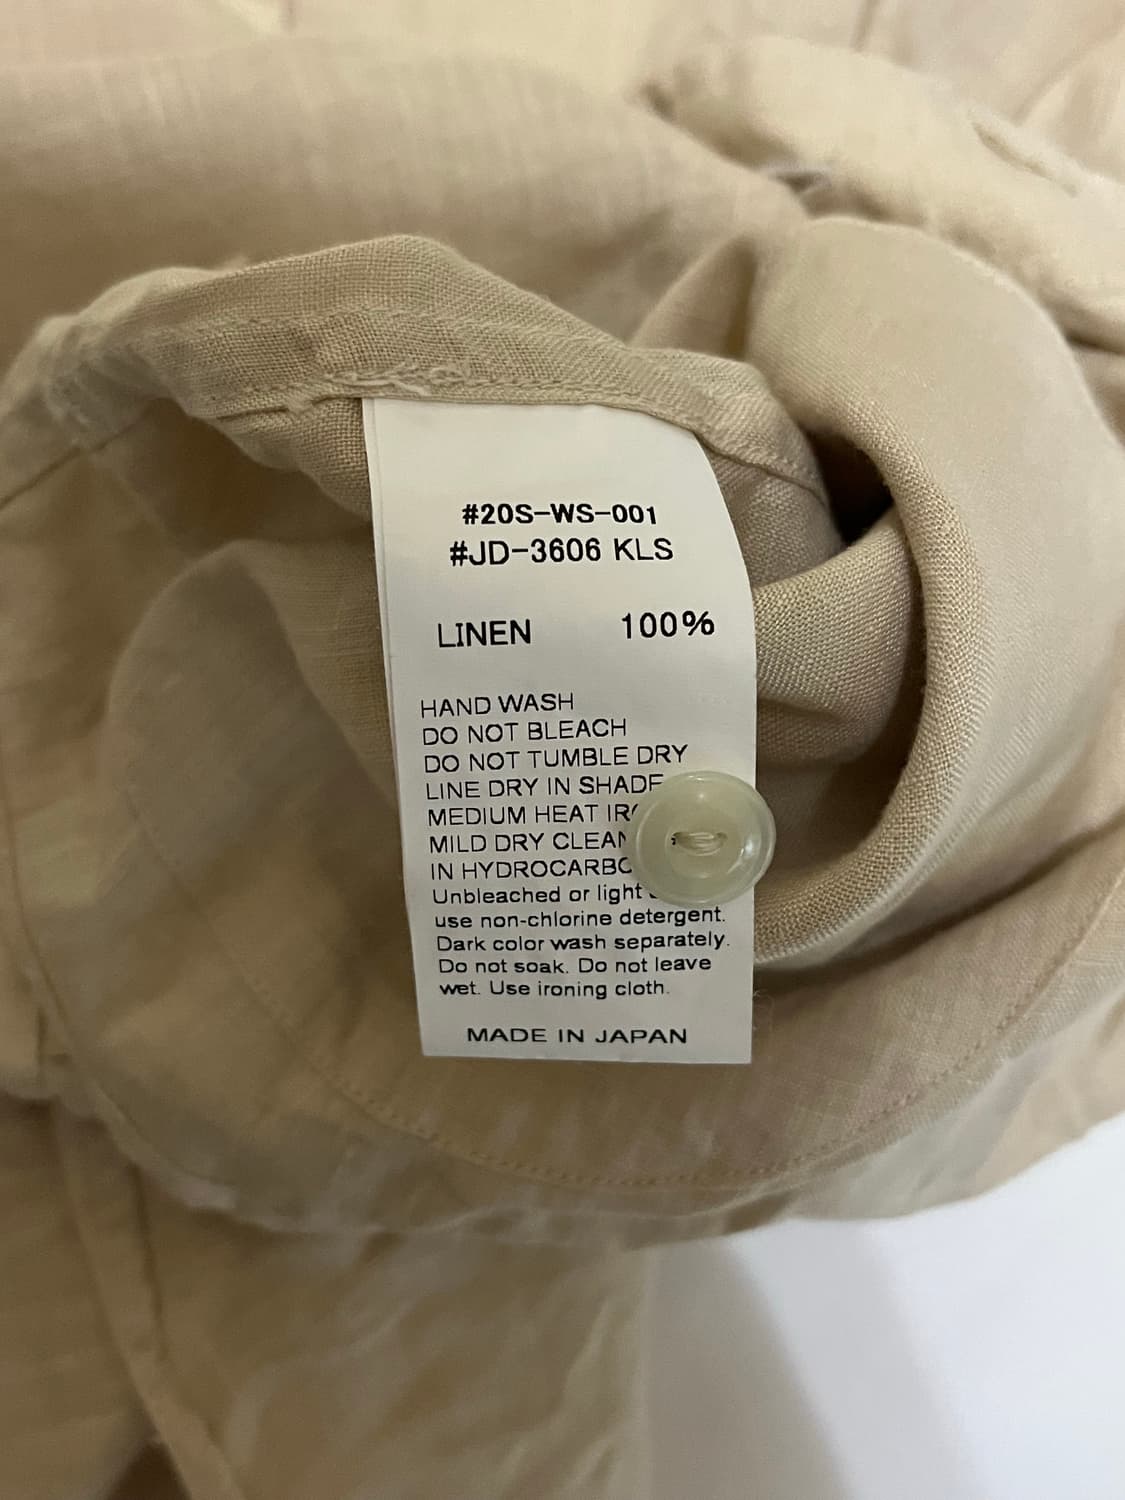 #20S-WS-001
#JD-3606 KLS
LINEN 100%
HAND WASH
DO NOT BLEACH
DO NOT TUMBLE DRY
LINE DRY IN SHADE
MEDIUM HEAT
MILD DRY
IN
Unbleached or light
use non-chlorine detergent.
Dark color wash separately.
Do not soak. Do not leave
wet. Use ironing cloth.
MADE IN JAPAN